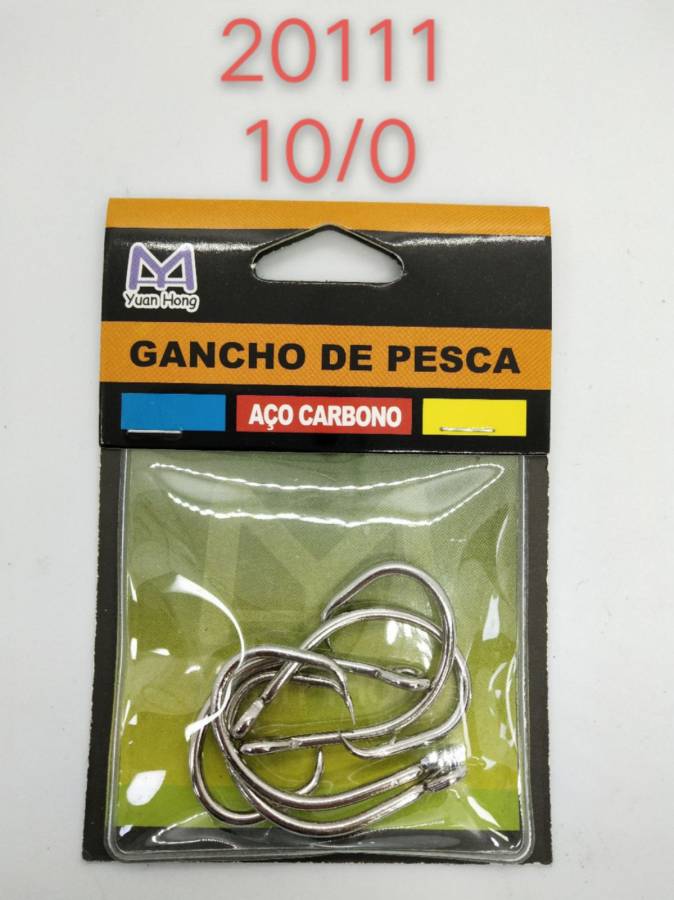 20111
10/0
Yuan Hong
GANCHO DE PESCA
AÇO CARBONO